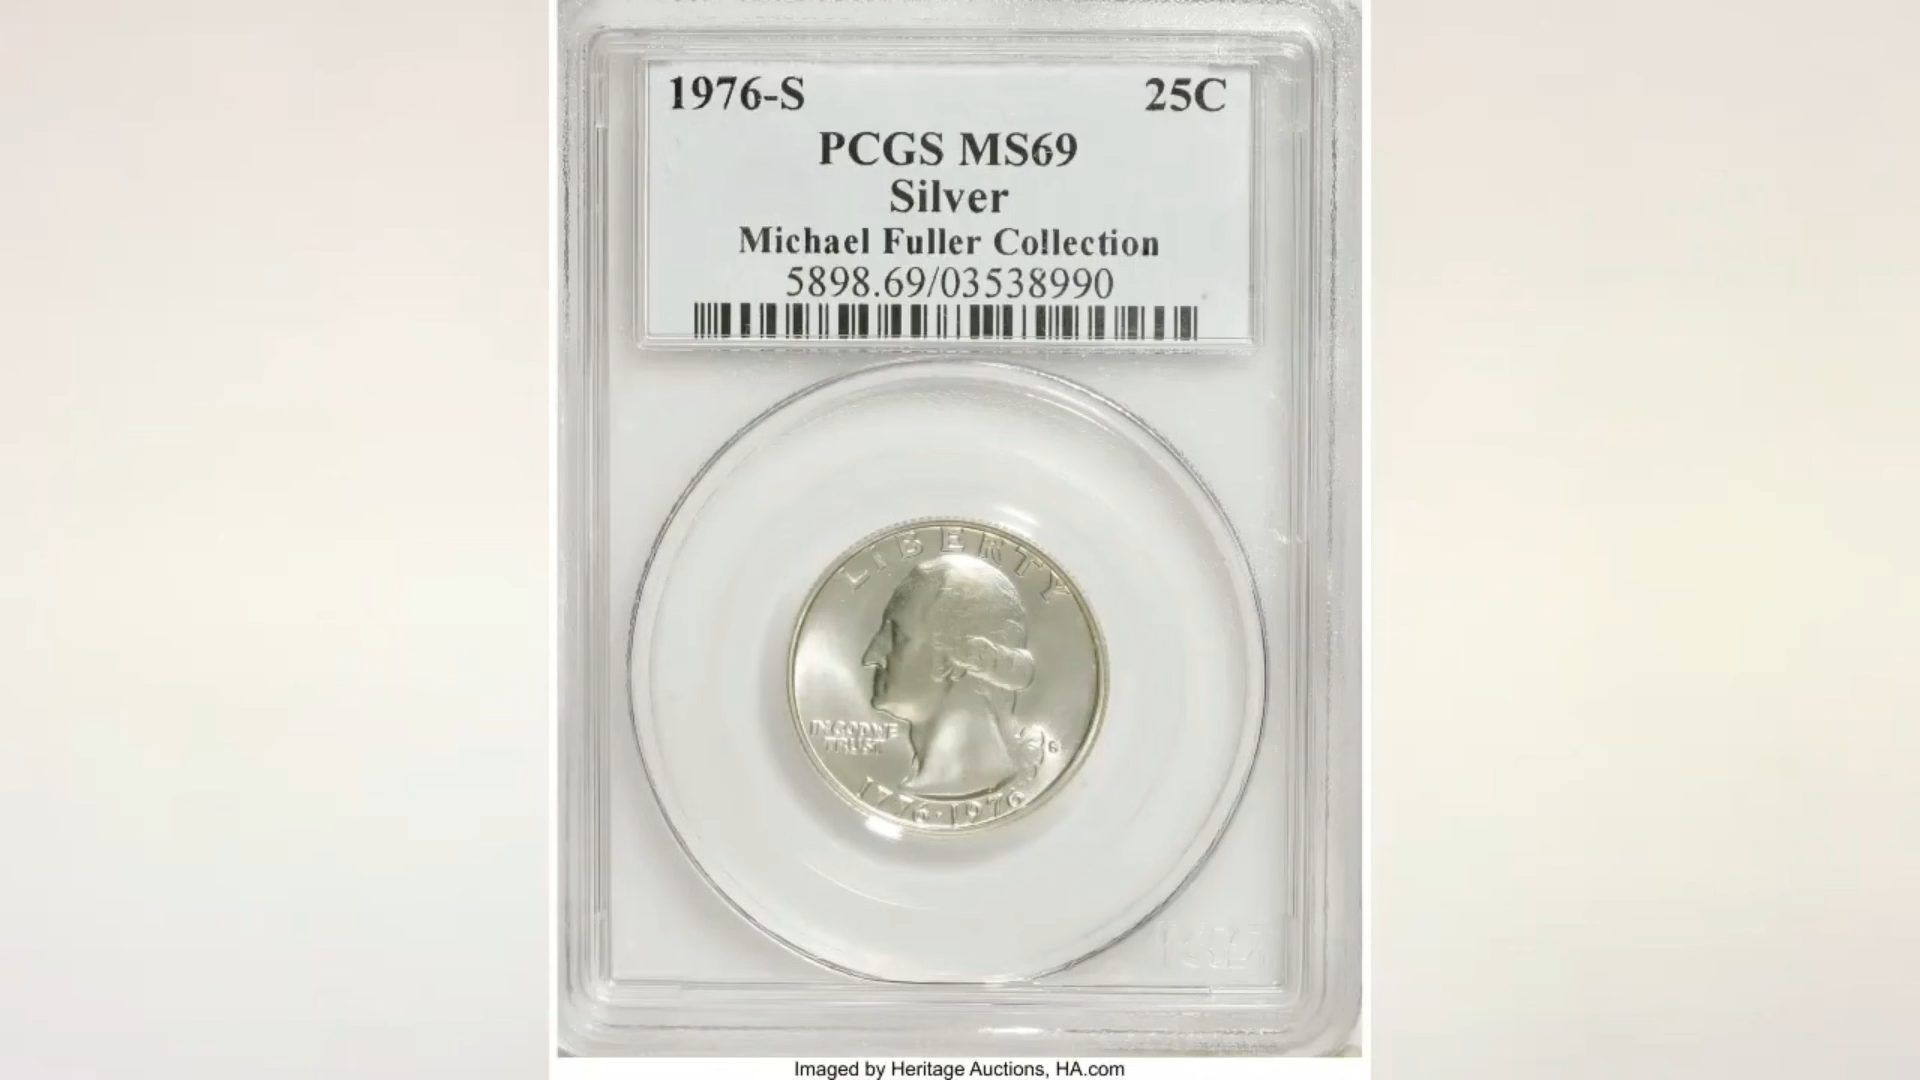 1976-S 25C
PCGS MS69
Silver
Michael Fuller Collection
5898.69/03538990
LIBERTY
IN GOD WE
TRUST
S
1776·1976
Imaged by Heritage Auctions, HA.com